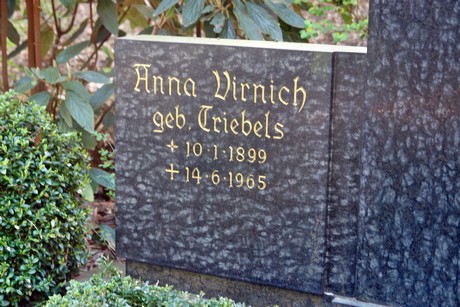 Anna Virnich
geb. Triebels
+ 10·1·1899
+ 14·6·1965